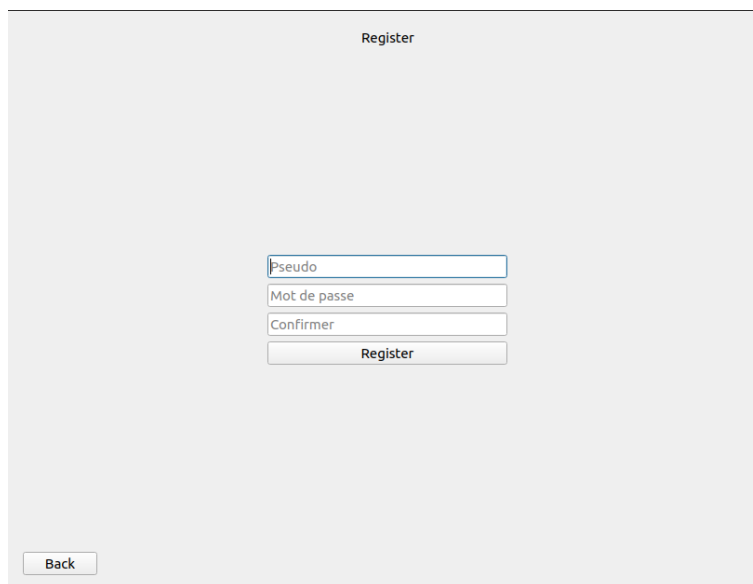 Register
Pseudo
Mot de passe
Confirmer
Register
Back